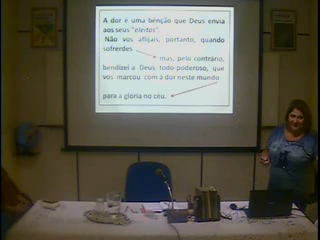 A dor é uma bênção que Deus envia
aos seus "eleitos".
Não vos aflijais, portanto, quando
sofrerdes
mas, pelo contrário,
bendizei a Deus todo-poderoso, que
vos marcou com a dor neste mundo
para a glória no céu.